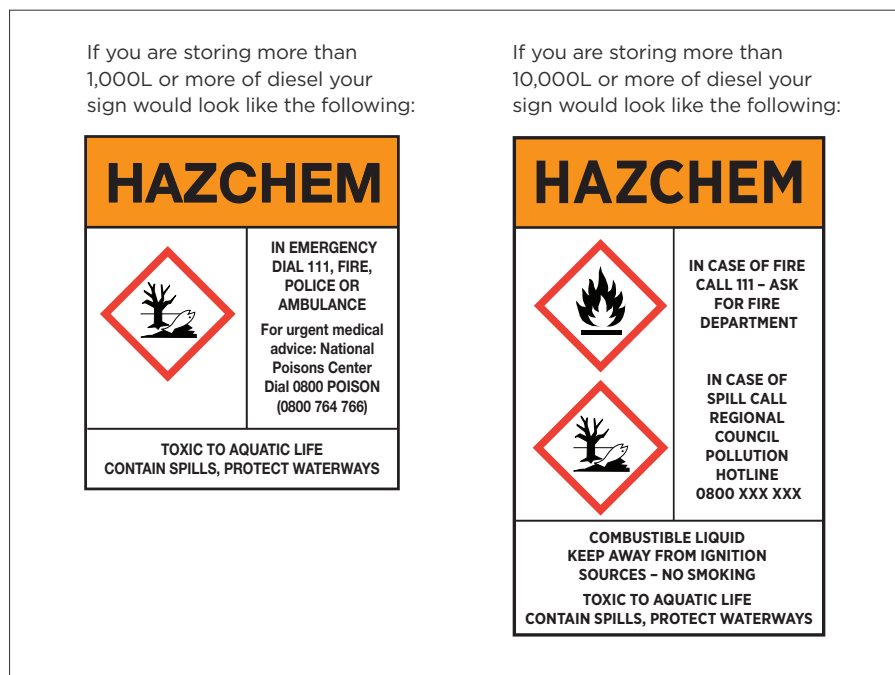 If you are storing more than
1,000L or more of diesel your
sign would look like the following:
HAZCHEM
IN EMERGENCY
DIAL 111, FIRE,
POLICE OR
AMBULANCE
For urgent medical
advice: National
Poisons Center
Dial 0800 POISON
(0800 764 766)
TOXIC TO AQUATIC LIFE
CONTAIN SPILLS, PROTECT WATERWAYS
If you are storing more than
10,000L or more of diesel your
sign would look like the following:
HAZCHEM
IN CASE OF FIRE
CALL 111 – ASK
FOR FIRE
DEPARTMENT
IN CASE OF
SPILL CALL
REGIONAL
COUNCIL
POLLUTION
HOTLINE
0800 XXX XXX
COMBUSTIBLE LIQUID
KEEP AWAY FROM IGNITION
SOURCES – NO SMOKING
TOXIC TO AQUATIC LIFE
CONTAIN SPILLS, PROTECT WATERWAYS